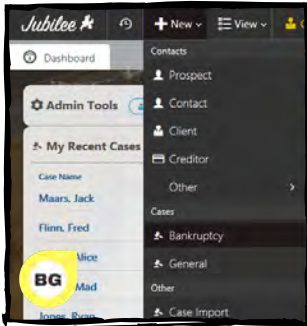 Jubilee
New
View
Dashboard
Contacts
Prospect
Contact
Client
Creditor
Other
Cases
Bankruptcy
General
Other
Case Import
Admin Tools
My Recent Cases
Case Name
Maars, Jack
Flinn, Fred
Alice
Mad
Jones, Ryan
BG